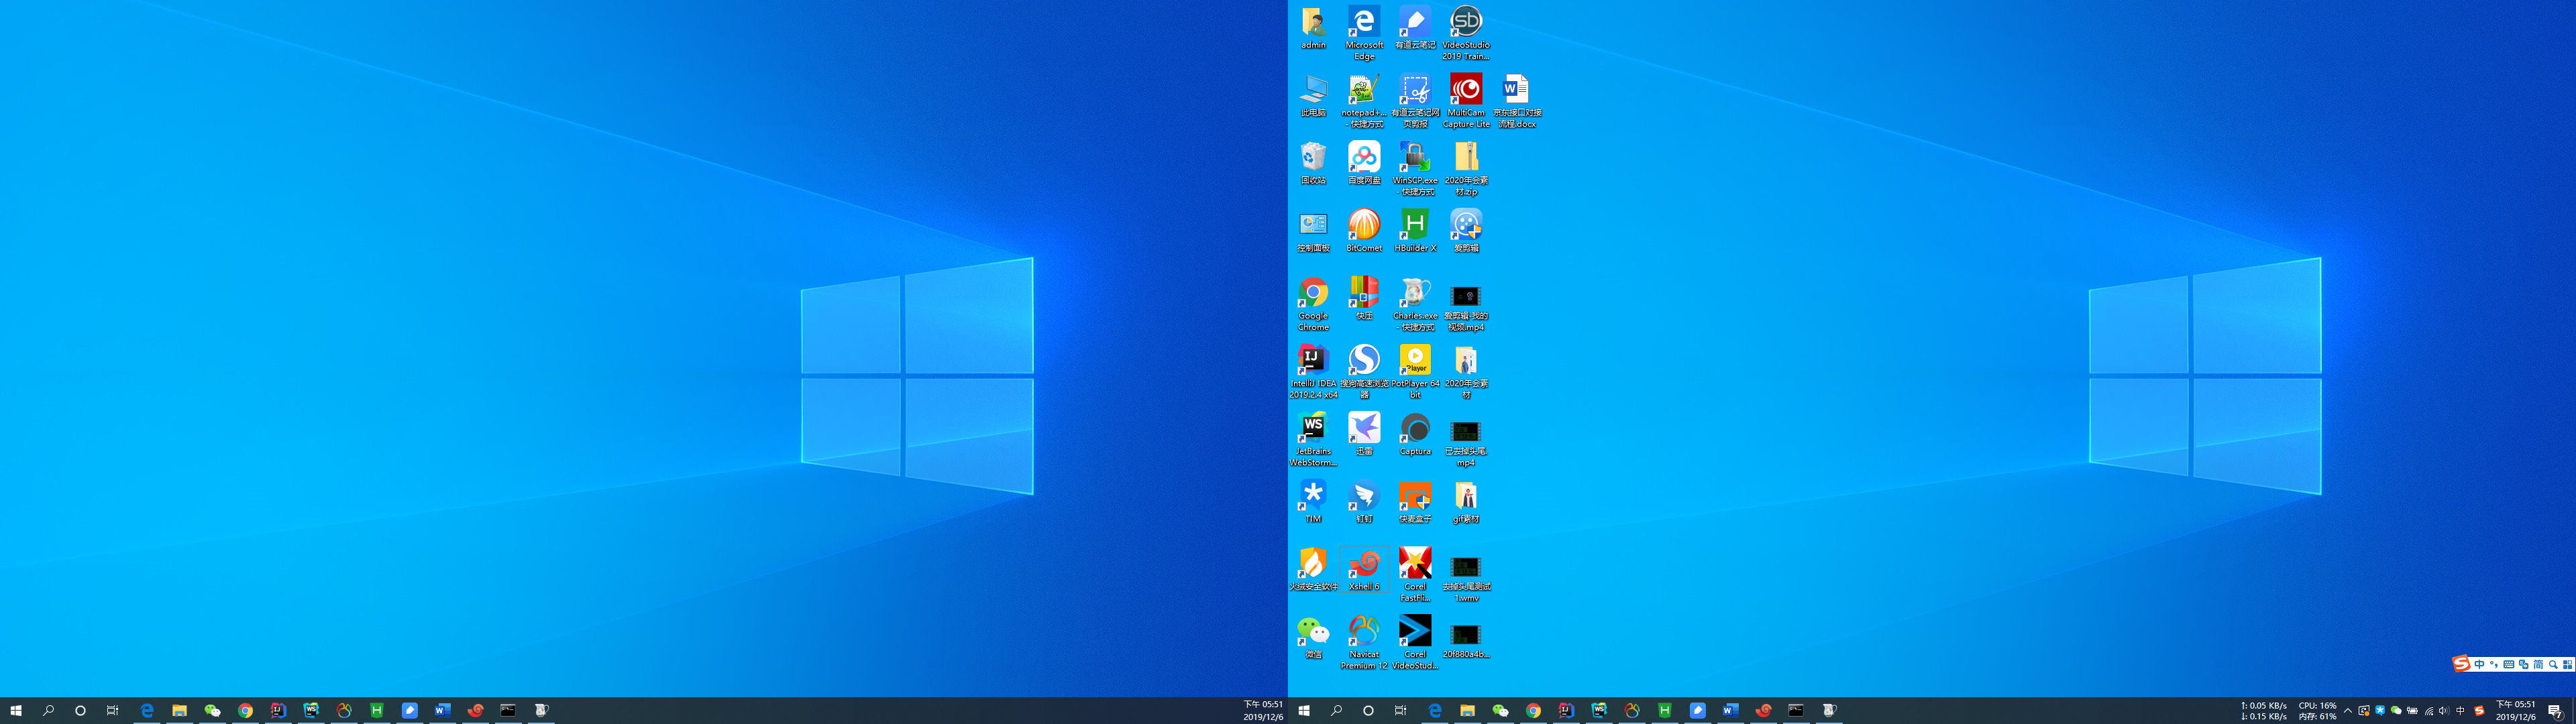 admin
Microsoft
Edge
有道云笔记
VideoStudio
2019 Train...
此电脑
notepad+...
- 快捷方式
有道云笔记网
页剪报
MultiCam
Capture Lite
京东接口对接
流程.docx
回收站
百度网盘
WinSCP.exe
- 快捷方式
2020年会素
材.zip
控制面板
BitComet
HBuilder X
爱剪辑
Google
Chrome
快压
Charles.exe
- 快捷方式
爱剪辑-我的
视频.mp4
IntelliJ IDEA
2019.2.4 x64
搜狗高速浏览
器
PotPlayer 64
bit
2020年会素
材
JetBrains
WebStorm...
迅雷
Captura
已去掉头尾.
mp4
TIM
钉钉
快麦盒子
gif素材
火绒安全软件
Xshell 6
Corel
FastFli...
去掉头尾测试
1.wmv
微信
Navicat
Premium 12
Corel
VideoStud...
20f880a4b...
中 简
下午 05:51
2019/12/6
↑: 0.05 KB/s
↓: 0.15 KB/s
CPU: 16%
内存: 61%
中
下午 05:51
2019/12/6
7